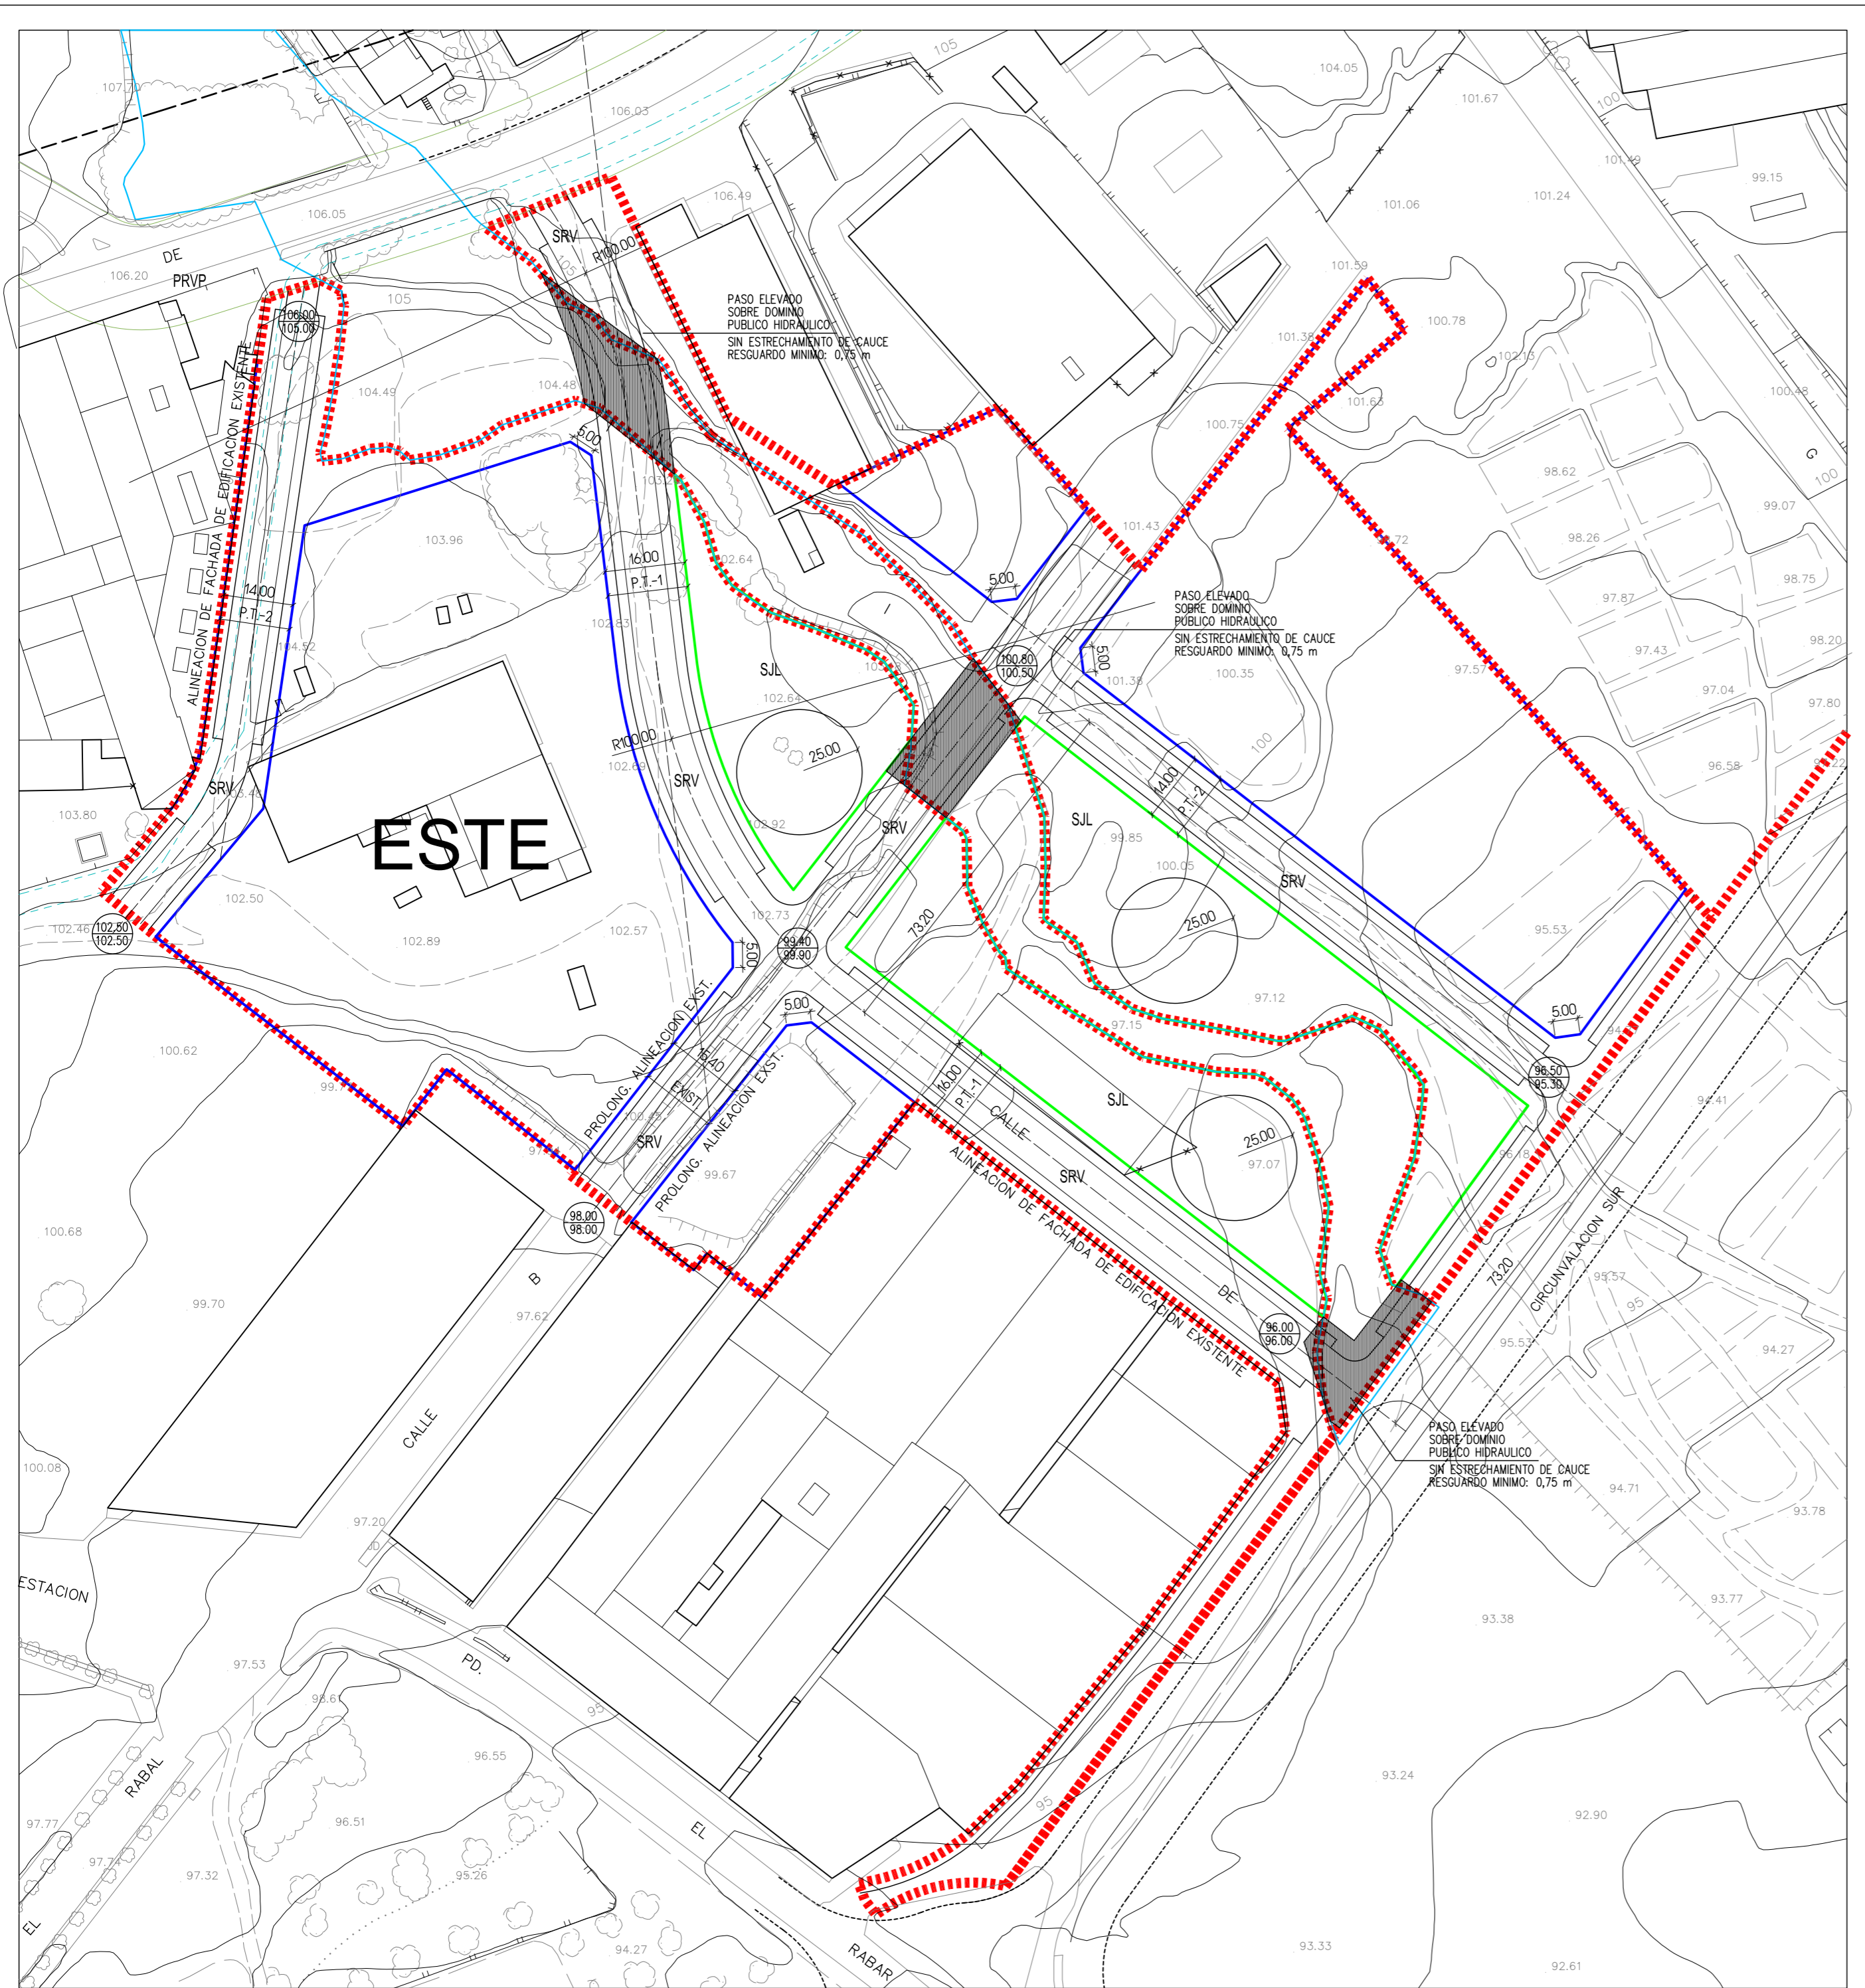 105
104.05
101.67
100
107.70
106.03
101.49
99.15
106.49
101.24
101.06
106.05
SRV
R100.00
105
DE
106.20
PRVP.
101.59
105
106.00
105.00
PASO ELEVADO
SOBRE DOMINIO
PUBLICO HIDRAULICO
SIN ESTRECHAMIENTO DE CAUCE
RESGUARDO MINIMO: 0,75 m
100.78
101.38
102.13
104.49
104.48
101.63
100.48
100.75
5.00
G
98.62
100
103.96
101.43
99.07
98.26
102.64
16.00
P.T.-1
14.00
P.T.-2
5.00
98.75
97.87
PASO ELEVADO
SOBRE DOMINIO
PUBLICO HIDRAULICO
SIN ESTRECHAMIENTO DE CAUCE
RESGUARDO MINIMO: 0,75 m
102.83
I
104.52
98.20
97.43
ALINEACION DE FACHADA DE EDIFICACION EXISTENTE
SJL
100.80
100.50
5.00
100.35
97.57
101.38
102.64
97.04
97.80
R100.00
25.00
100
102.69
SRV
96.58
SRV
14.00
P.T.-2
103.80
ESTE
102.92
SRV
SJL
99.85
100.05
SRV
102.50
102.46
102.50
102.50
102.89
102.57
102.73
73.20
25.00
95.53
99.40
99.90
5.00
97.12
5.00
5.00
97.15
100.62
PROLONG. ALINEACION EXST.
15.40
EXIST
16.00
P.T.-1
CALLE
SJL
96.50
95.30
94.41
PROLONG. ALINEACION EXST.
SRV
25.00
97.07
96.18
99.67
ALINEACION DE FACHADA DE EDIFICACION EXISTENTE
SRV
98.00
98.00
100.68
B
DE
73.20
CIRCUNVALACION SUR
95.57
95
99.70
97.62
96.00
96.00
95.53
94.27
CALLE
100.08
PASO ELEVADO
SOBRE DOMINIO
PUBLICO HIDRAULICO
SIN ESTRECHAMIENTO DE CAUCE
RESGUARDO MINIMO: 0,75 m
94.71
93.78
97.20
ESTACION
93.77
93.38
97.53
PD.
98.61
95
96.55
RABAL
93.24
95
92.90
97.77
96.51
EL
97.74
97.32
95.26
EL
94.27
RABAR
93.33
92.61